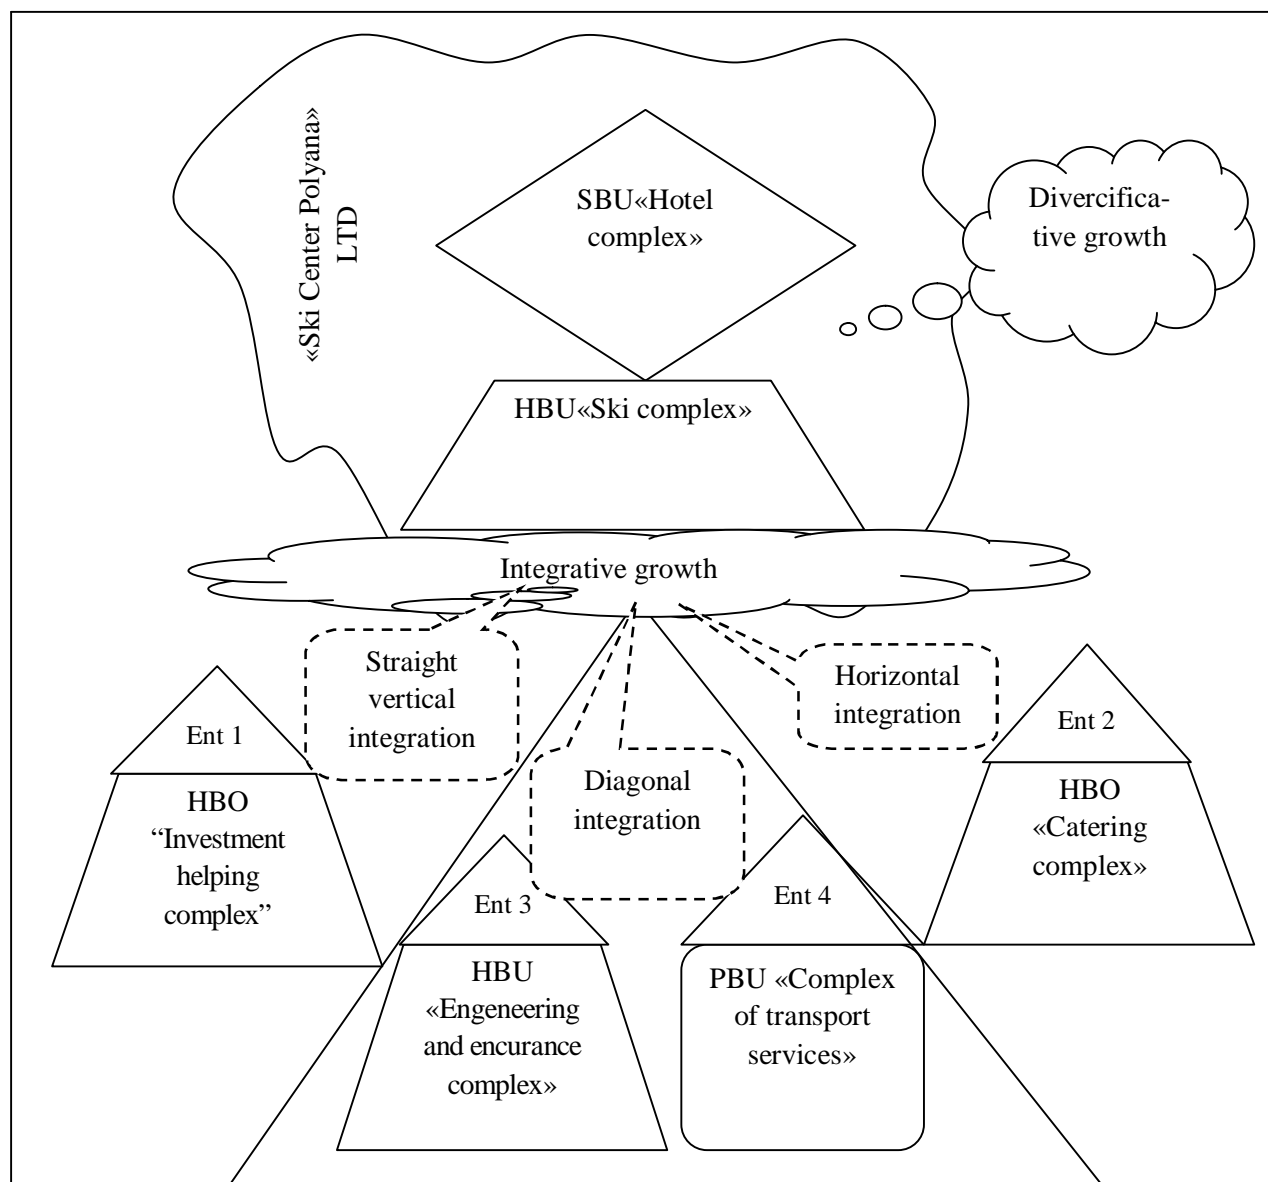 «Ski Center Polyana»
LTD
SBU«Hotel
complex»
Divercifica-
tive growth
HBU«Ski complex»
Integrative growth
Straight
vertical
integration
Horizontal
integration
Diagonal
integration
Ent 1
HBO
“Investment
helping
complex”
Ent 2
HBO
«Catering
complex»
Ent 3
HBU
«Engeneering
and encurance
complex»
Ent 4
PBU «Complex
of transport
services»